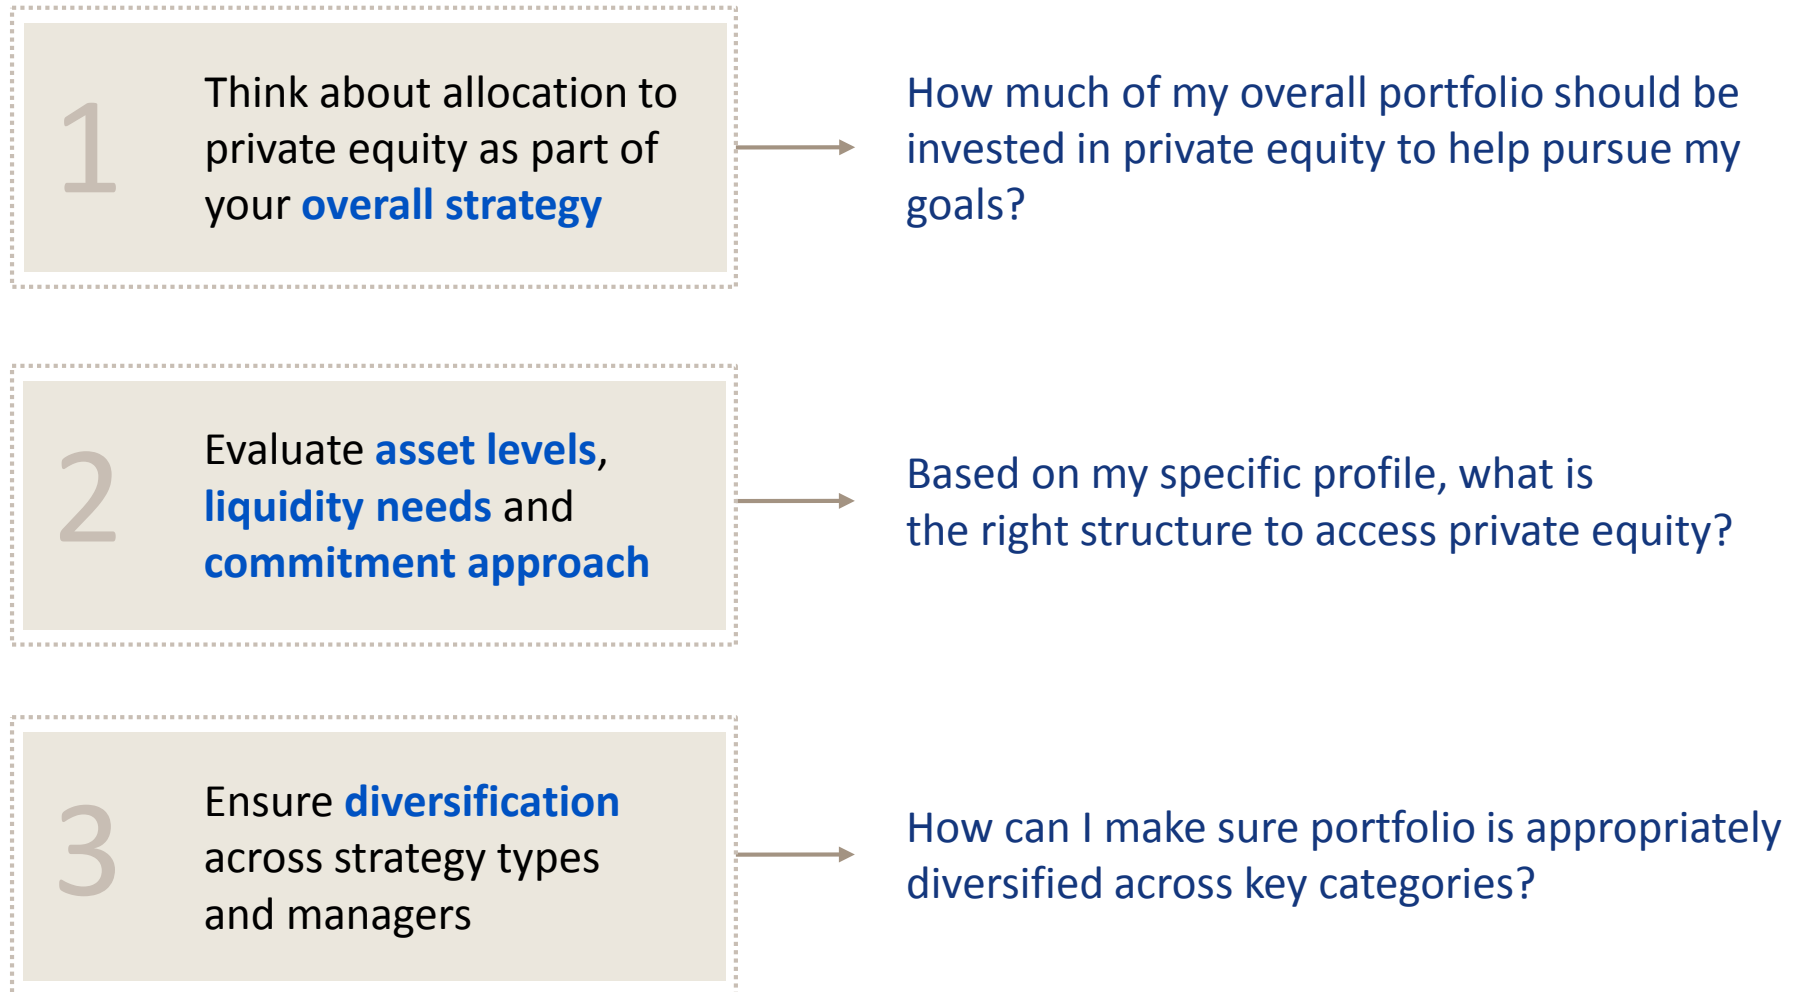 1
Think about allocation to
private equity as part of
your overall strategy
How much of my overall portfolio should be
invested in private equity to help pursue my
goals?
2
Evaluate asset levels,
liquidity needs and
commitment approach
Based on my specific profile, what is
the right structure to access private equity?
3
Ensure diversification
across strategy types
and managers
How can I make sure portfolio is appropriately
diversified across key categories?